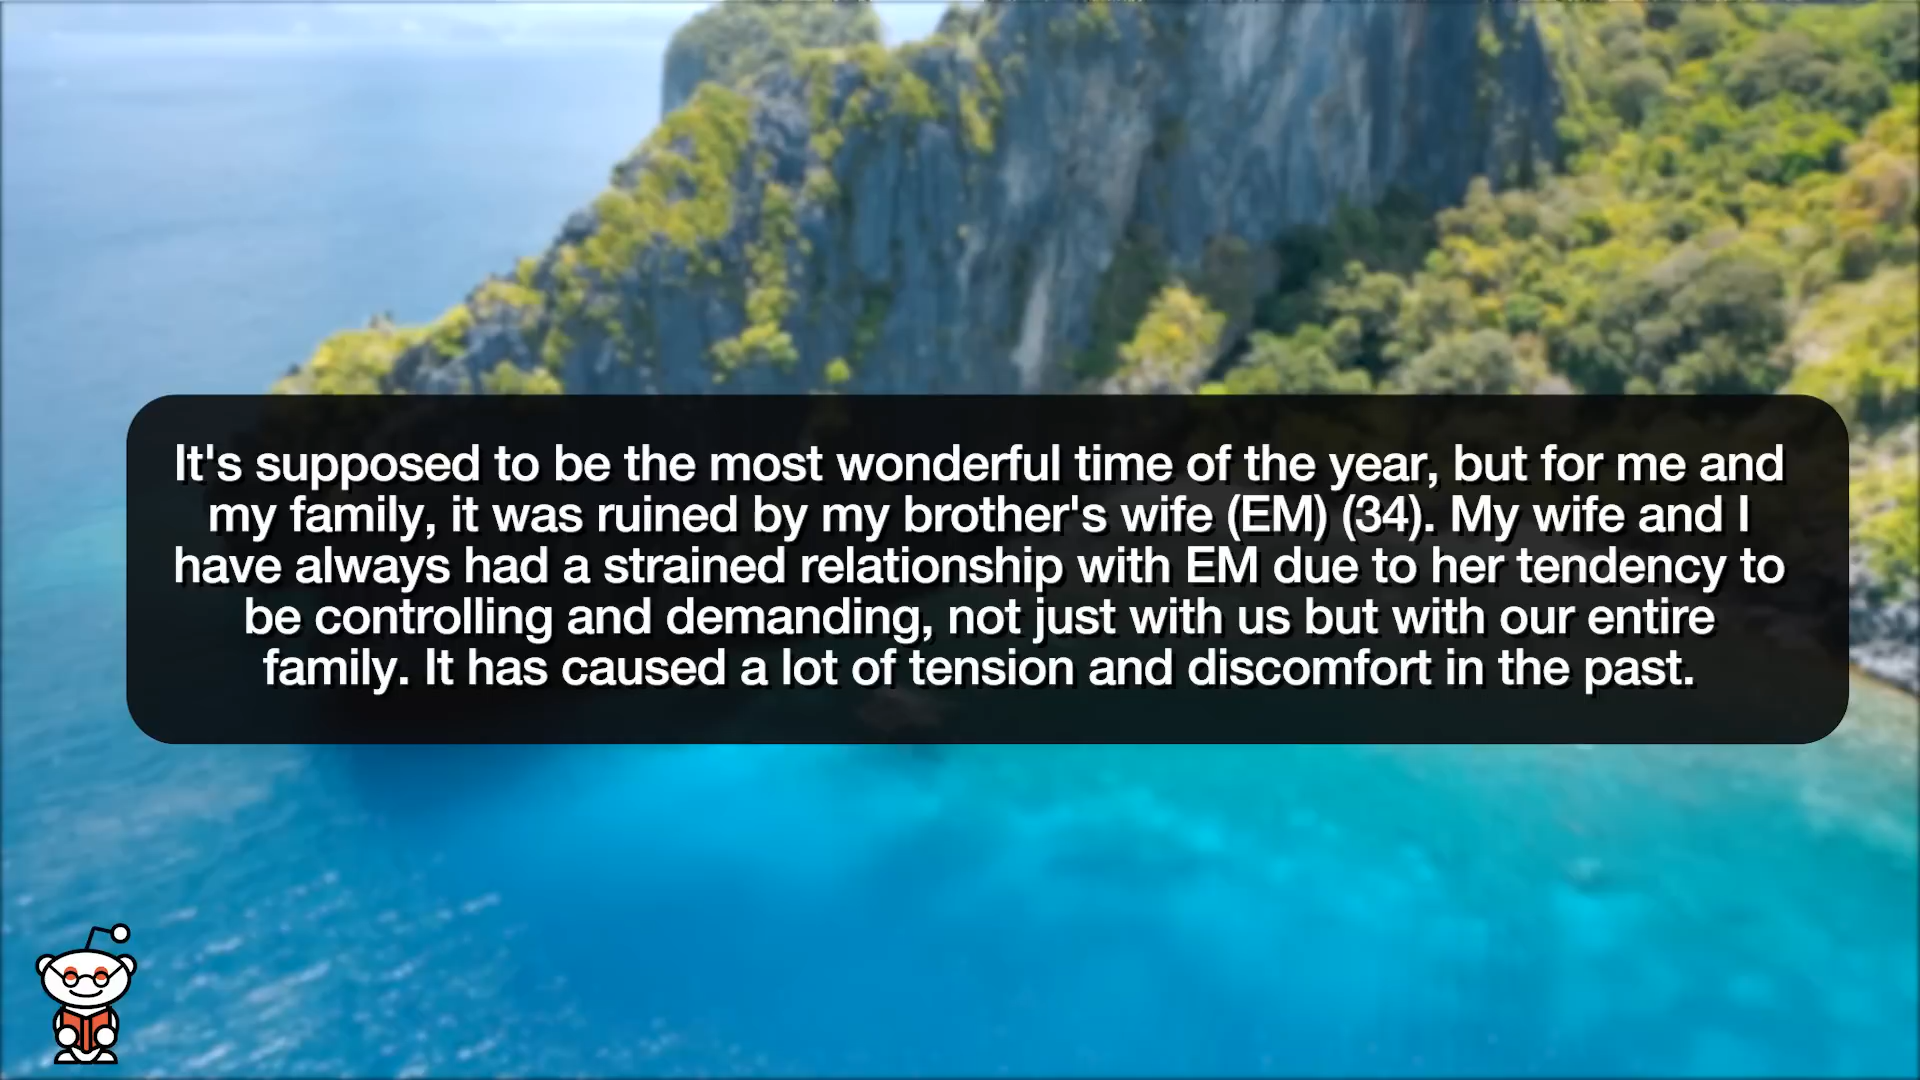 It's supposed to be the most wonderful time of the year, but for me and
my family, it was ruined by my brother's wife (EM) (34). My wife and I
have always had a strained relationship with EM due to her tendency to
be controlling and demanding, not just with us but with our entire
family. It has caused a lot of tension and discomfort in the past.